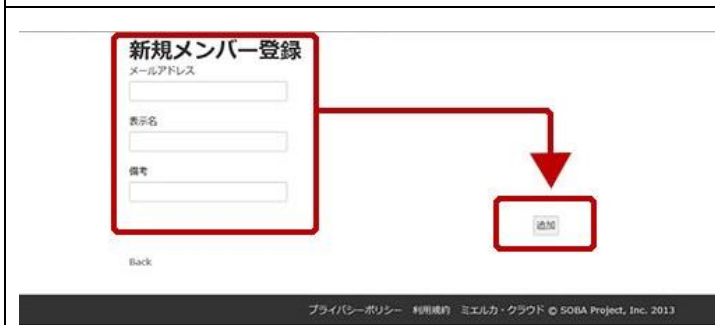 新規メンバー登録
メールアドレス
表示名
備考
追加
Back
プライバシーポリシー 利用規約 ミエルカ・クラウド © SOBA Project, Inc. 2013